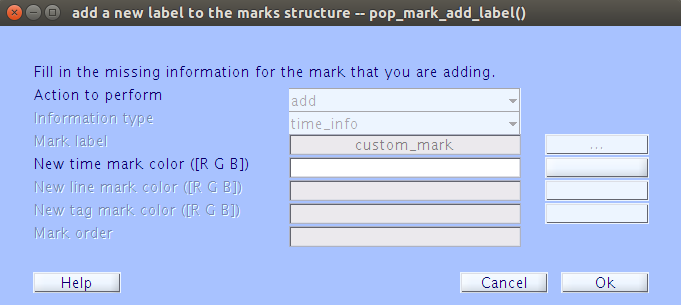 add a new label to the marks structure -- pop_mark_add_label()
Fill in the missing information for the mark that you are adding.
Action to perform add
Information type time_info
Mark label custom_mark ...
New time mark color ([R G B])
New line mark color ([R G B])
New tag mark color ([R G B])
Mark order
Help Cancel Ok